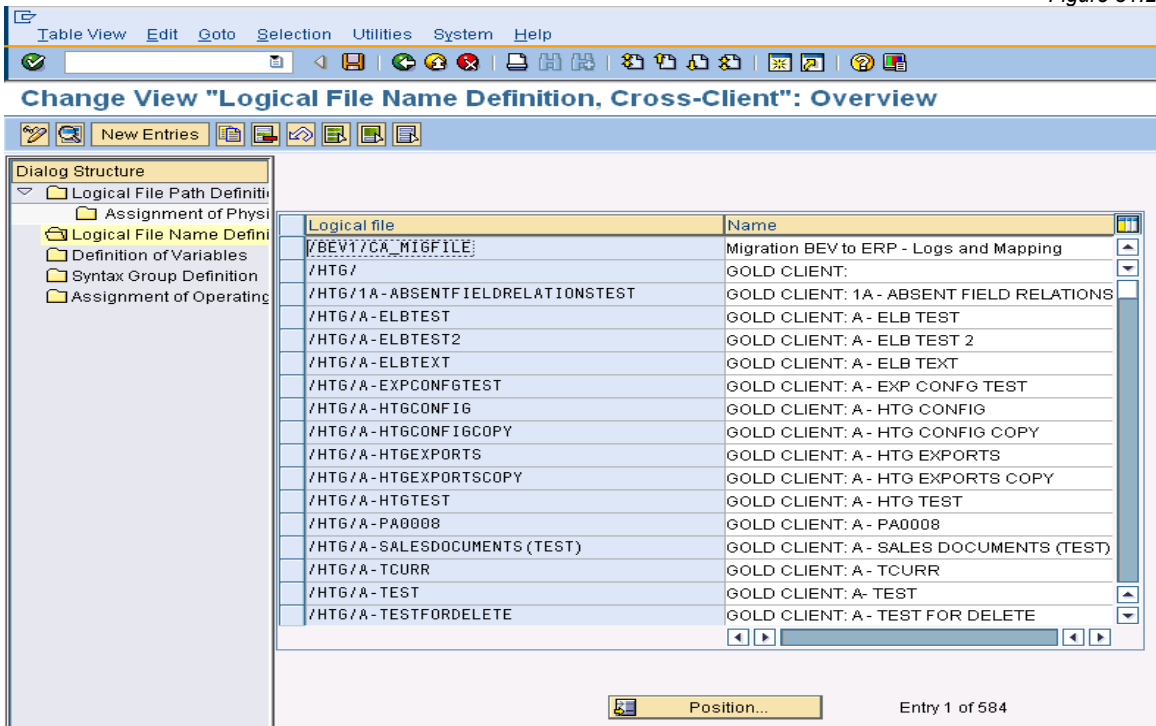 Table View Edit Goto Selection Utilities System Help
Change View "Logical File Name Definition, Cross-Client": Overview
New Entries
Dialog Structure
Logical File Path Definiti
Assignment of Physi
Logical File Name Defini
Definition of Variables
Syntax Group Definition
Assignment of Operating
Logical file Name
/BEV1/CA_MIGFILE Migration BEV to ERP - Logs and Mapping
/HTG/ GOLD CLIENT:
/HTG/1A-ABSENTFIELDRELATIONSTEST GOLD CLIENT: 1A - ABSENT FIELD RELATIONS
/HTG/A-ELBTEST GOLD CLIENT: A - ELB TEST
/HTG/A-ELBTEST2 GOLD CLIENT: A - ELB TEST 2
/HTG/A-ELBTEXT GOLD CLIENT: A - ELB TEXT
/HTG/A-EXPCONFGTEST GOLD CLIENT: A - EXP CONFG TEST
/HTG/A-HTGCONFIG GOLD CLIENT: A - HTG CONFIG
/HTG/A-HTGCONFIGCOPY GOLD CLIENT: A - HTG CONFIG COPY
/HTG/A-HTGEXPORTS GOLD CLIENT: A - HTG EXPORTS
/HTG/A-HTGEXPORTSCOPY GOLD CLIENT: A - HTG EXPORTS COPY
/HTG/A-HTGTEST GOLD CLIENT: A - HTG TEST
/HTG/A-PA0008 GOLD CLIENT: A - PA0008
/HTG/A-SALESDOCUMENTS(TEST) GOLD CLIENT: A - SALES DOCUMENTS (TEST)
/HTG/A-TCURR GOLD CLIENT: A - TCURR
/HTG/A-TEST GOLD CLIENT: A- TEST
/HTG/A-TESTFORDELETE GOLD CLIENT: A - TEST FOR DELETE
Position... Entry 1 of 584